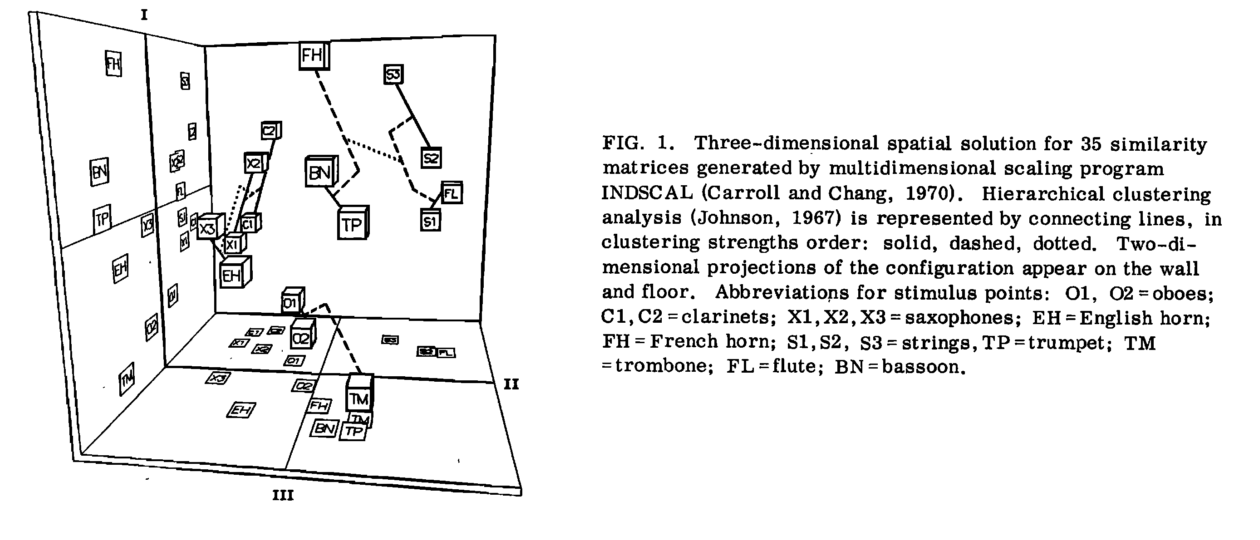 I
FH
S3
FH
S3
C2
X2
X2
S2
BN
BN
FL
FL
TP
X3
S1
X3
C1
TP
S1
X1
X1
EH
EH
O1
O1
O2
C1
C2
S3
X1
X2
S2
FL
O2
O1
TM
X3
O2
II
TM
EH
FH
TM
BN
TP
III
FIG. 1. Three-dimensional spatial solution for 35 similarity
matrices generated by multidimensional scaling program
INDSCAL (Carroll and Chang, 1970). Hierarchical clustering
analysis (Johnson, 1967) is represented by connecting lines, in
clustering strengths order: solid, dashed, dotted. Two-di-
mensional projections of the configuration appear on the wall
and floor. Abbreviations for stimulus points: O1, O2=oboes;
C1, C2=clarinets; X1, X2, X3=saxophones; EH=English horn;
FH=French horn; S1, S2, S3=strings, TP=trumpet; TM
=trombone; FL=flute; BN=bassoon.